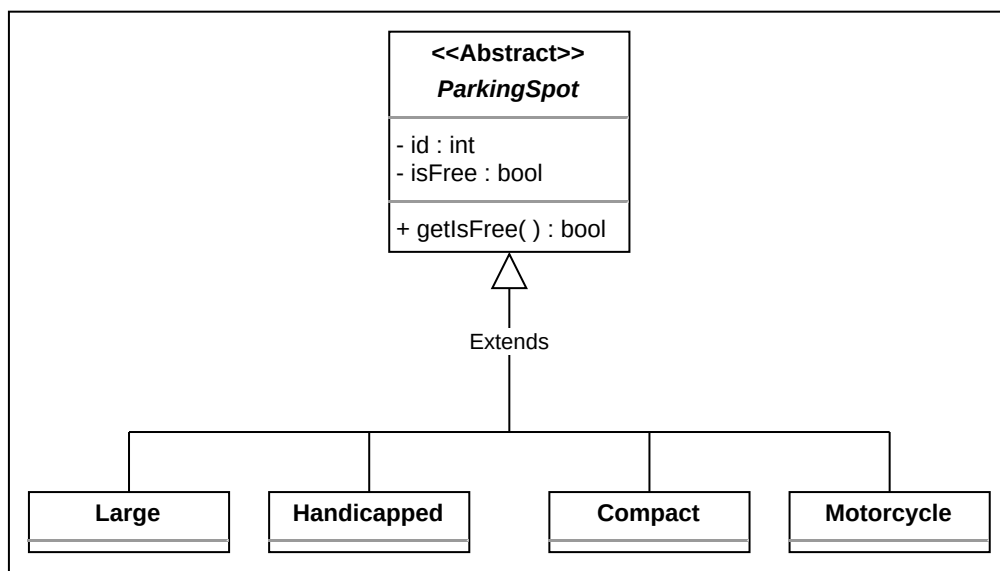 <<Abstract>>
ParkingSpot
- id : int
- isFree : bool
+ getIsFree( ) : bool
Extends
Large
Handicapped
Compact
Motorcycle